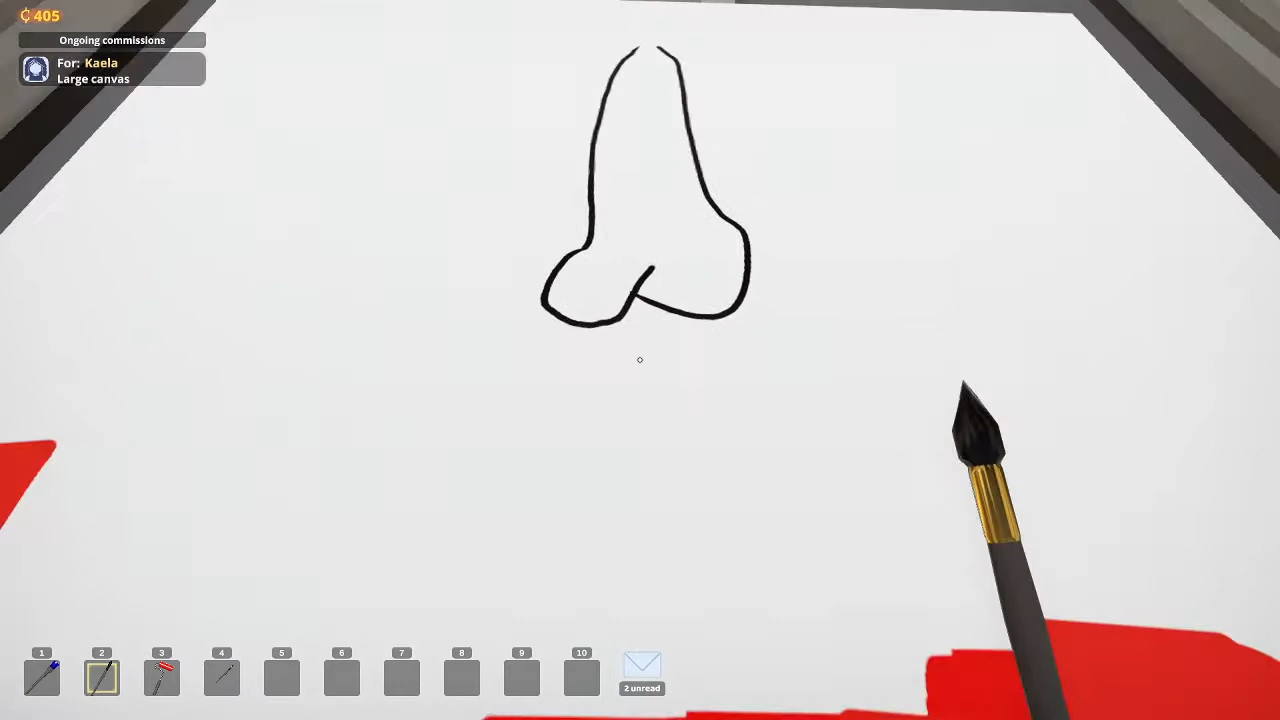 ₵ 405
Ongoing commissions
For: Kaela
Large canvas
1 2 3 4 5 6 7 8 9 10
2 unread